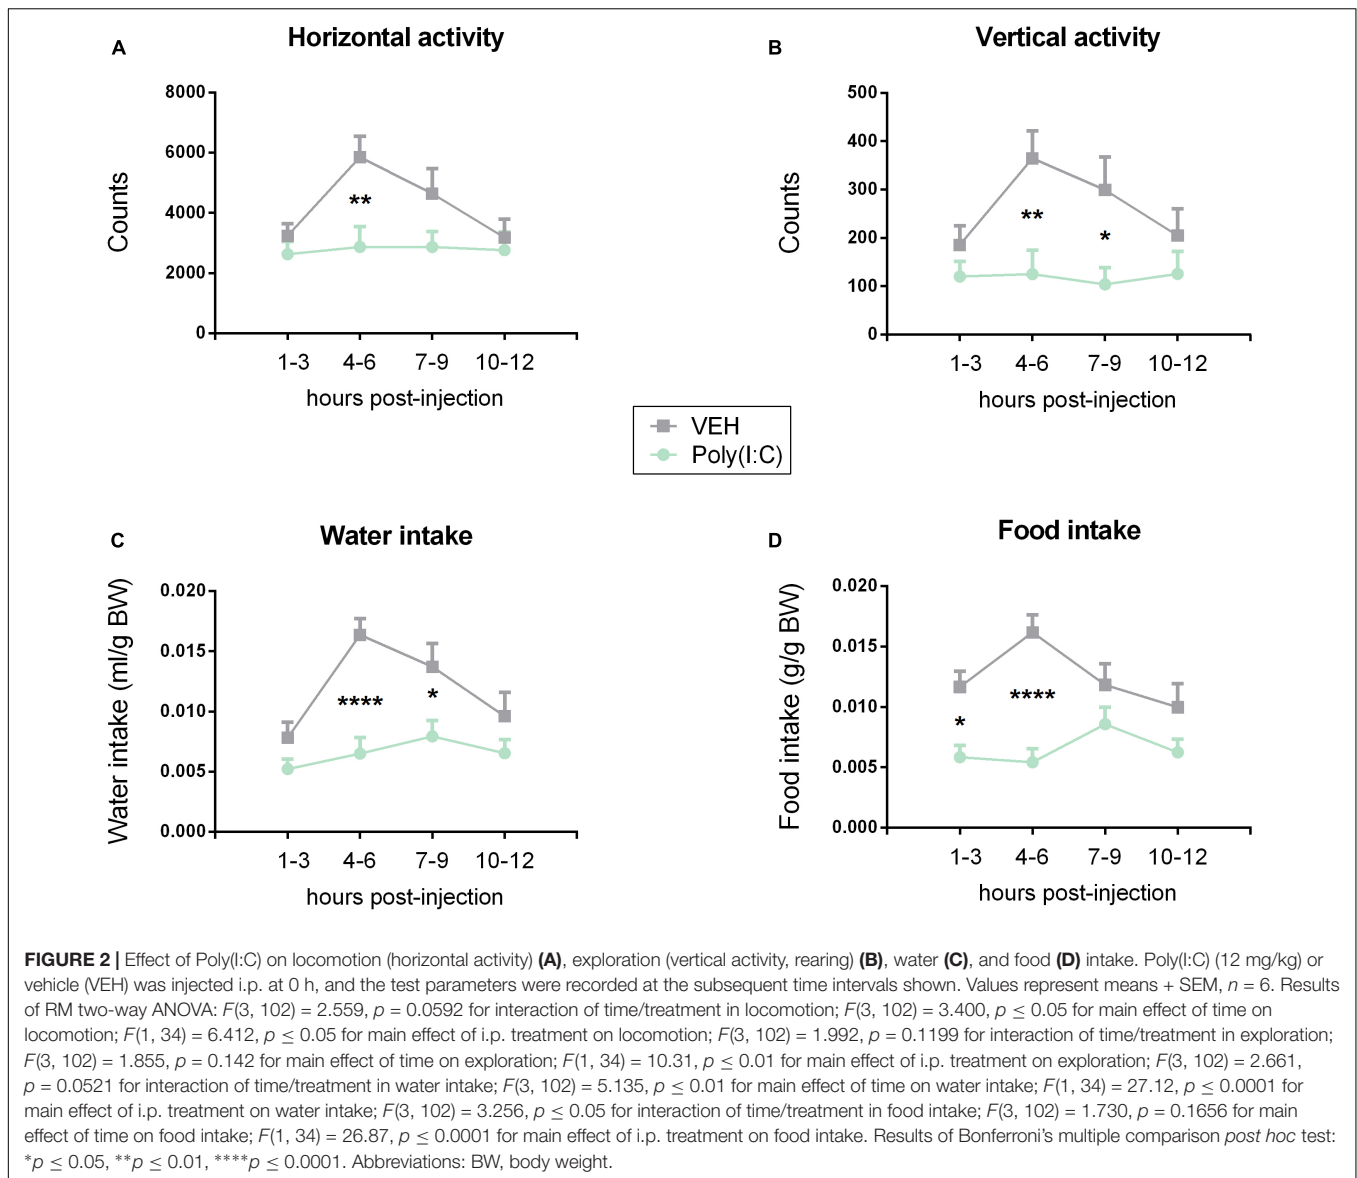 A
Horizontal activity
8000
6000
4000
2000
0
Counts
**
1-3
4-6
7-9
10-12
hours post-injection
B
Vertical activity
500
400
300
200
100
0
Counts
**
*
1-3
4-6
7-9
10-12
hours post-injection
VEH
Poly(I:C)
C
Water intake
0.020
0.015
0.010
0.005
0.000
Water intake (ml/g BW)
****
*
1-3
4-6
7-9
10-12
hours post-injection
D
Food intake
0.020
0.015
0.010
0.005
0.000
Food intake (g/g BW)
*
****
1-3
4-6
7-9
10-12
hours post-injection
FIGURE 2 | Effect of Poly(I:C) on locomotion (horizontal activity) (A), exploration (vertical activity, rearing) (B), water (C), and food (D) intake. Poly(I:C) (12 mg/kg) or
vehicle (VEH) was injected i.p. at 0 h, and the test parameters were recorded at the subsequent time intervals shown. Values represent means + SEM, n = 6. Results
of RM two-way ANOVA: F(3, 102) = 2.559, p = 0.0592 for interaction of time/treatment in locomotion; F(3, 102) = 3.400, p ≤ 0.05 for main effect of time on
locomotion; F(1, 34) = 6.412, p ≤ 0.05 for main effect of i.p. treatment on locomotion; F(3, 102) = 1.992, p = 0.1199 for interaction of time/treatment in exploration;
F(3, 102) = 1.855, p = 0.142 for main effect of time on exploration; F(1, 34) = 10.31, p ≤ 0.01 for main effect of i.p. treatment on exploration; F(3, 102) = 2.661,
p = 0.0521 for interaction of time/treatment in water intake; F(3, 102) = 5.135, p ≤ 0.01 for main effect of time on water intake; F(1, 34) = 27.12, p ≤ 0.0001 for
main effect of i.p. treatment on water intake; F(3, 102) = 3.256, p ≤ 0.05 for interaction of time/treatment in food intake; F(3, 102) = 1.730, p = 0.1656 for main
effect of time on food intake; F(1, 34) = 26.87, p ≤ 0.0001 for main effect of i.p. treatment on food intake. Results of Bonferroni's multiple comparison post hoc test:
*p ≤ 0.05, **p ≤ 0.01, ****p ≤ 0.0001. Abbreviations: BW, body weight.